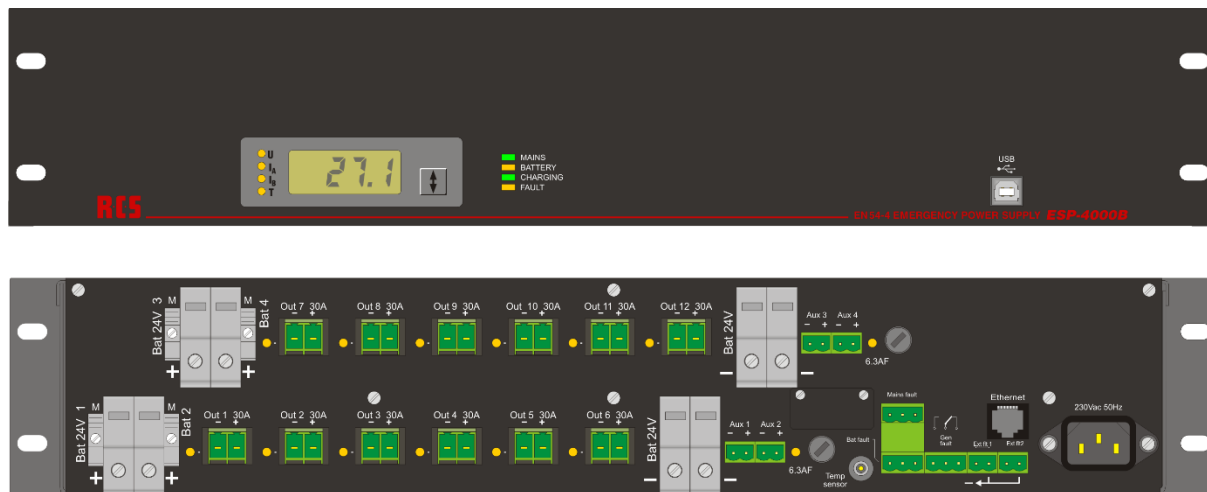 U
IA
IB
T
27.1
MAINS
BATTERY
CHARGING
FAULT
USB
RCS
EN54-4 EMERGENCY POWER SUPPLY ESP-4000B
Bat 24V 3
M
M
Bat 4
+
+
Out 7 30A
- +
Out 8 30A
- +
Out 9 30A
- +
Out 10 30A
- +
Out 11 30A
- +
Out 12 30A
- +
Bat 24V
-
-
Aux 3 Aux 4
- + - +
6.3AF
Bat 24V 1
M
M
Bat 2
+
+
Out 1 30A
- +
Out 2 30A
- +
Out 3 30A
- +
Out 4 30A
- +
Out 5 30A
- +
Out 6 30A
- +
Bat 24V
-
-
Aux 1 Aux 2
- + - +
6.3AF
Mains fault
Bat fault
Temp
sensor
Gen
fault
Ethernet
Ext flt.1
Ext flt2
-
230Vac 50Hz